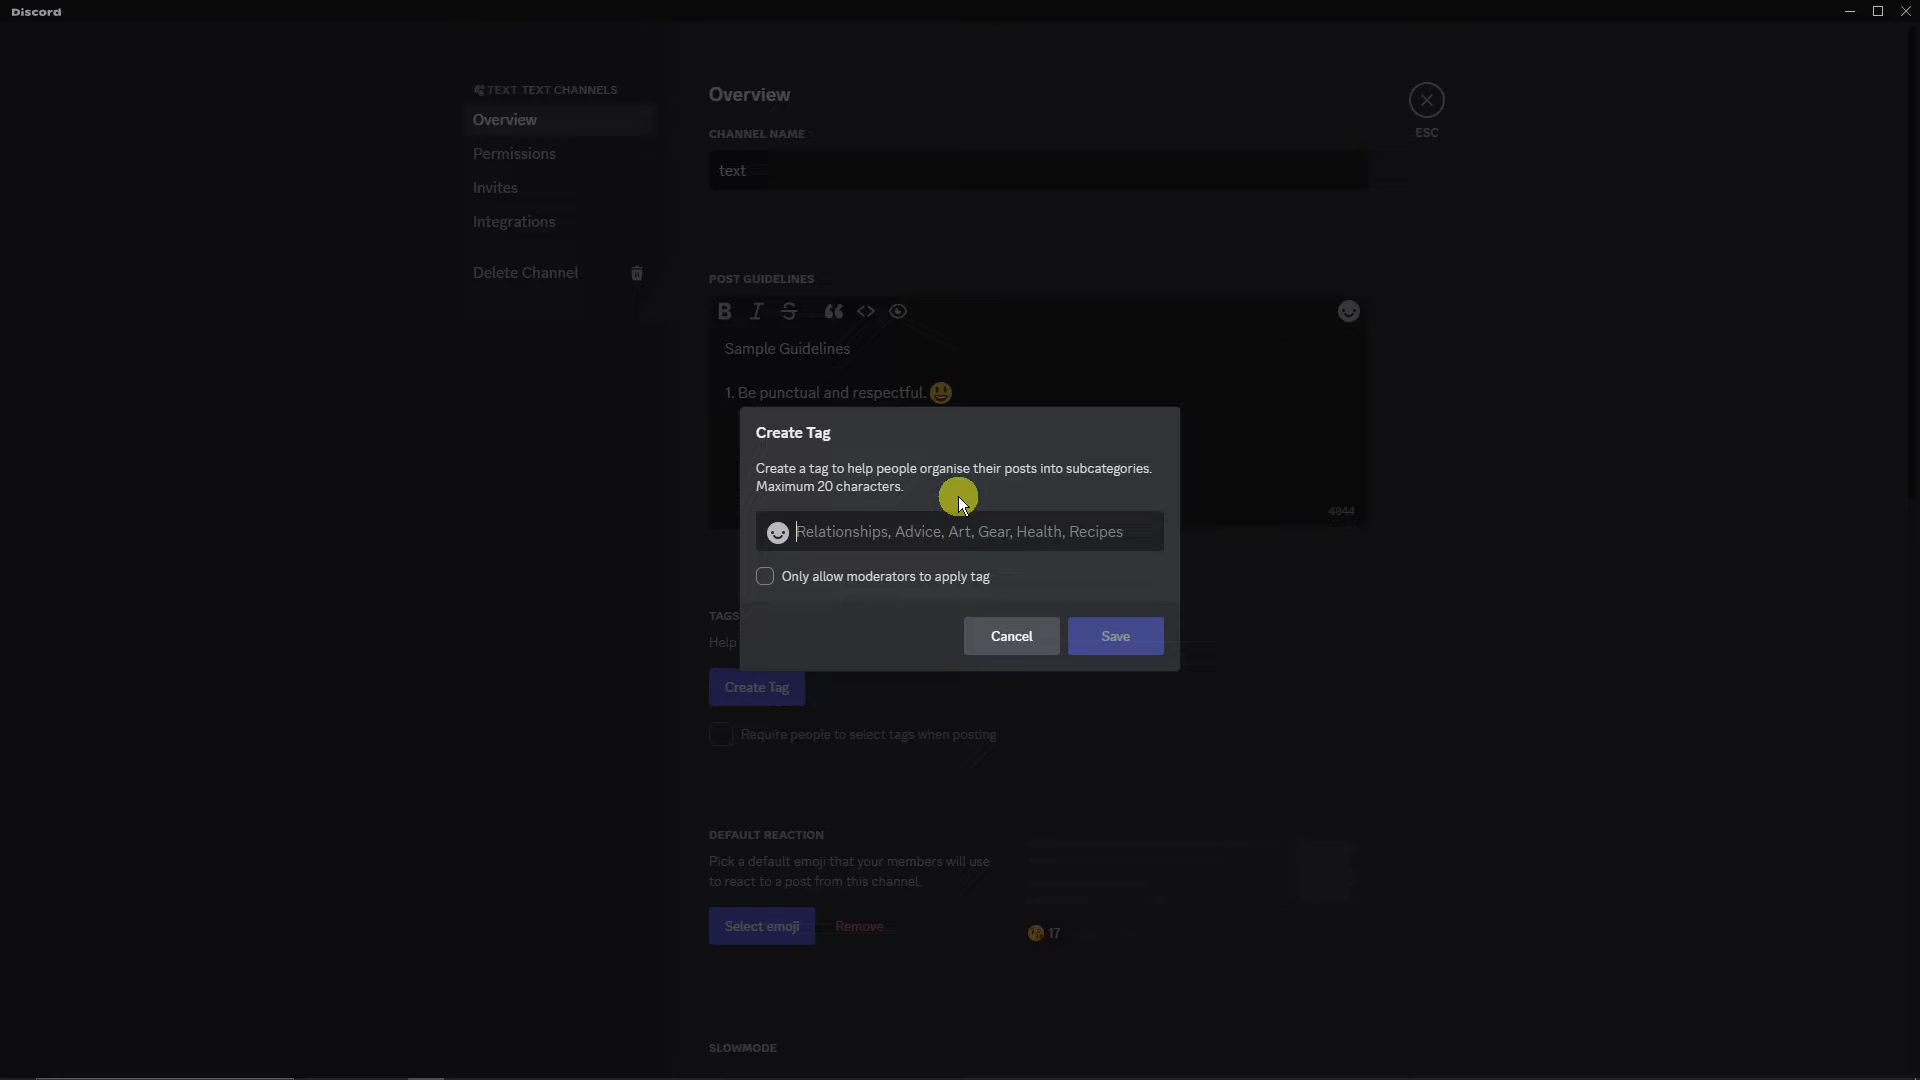 Discord
TEXT TEXT CHANNELS
Overview
Permissions
Invites
Integrations
Delete Channel
Overview
CHANNEL NAME
text
ESC
POST GUIDELINES
B I S
Sample Guidelines
1. Be punctual and respectful.
4044
Create Tag
Create a tag to help people organise their posts into subcategories.
Maximum 20 characters.
Relationships, Advice, Art, Gear, Health, Recipes
Only allow moderators to apply tag
Cancel
Save
TAGS
Help
Create Tag
Require people to select tags when posting
DEFAULT REACTION
Pick a default emoji that your members will use
to react to a post from this channel.
Select emoji
Remove
17
SLOWMODE